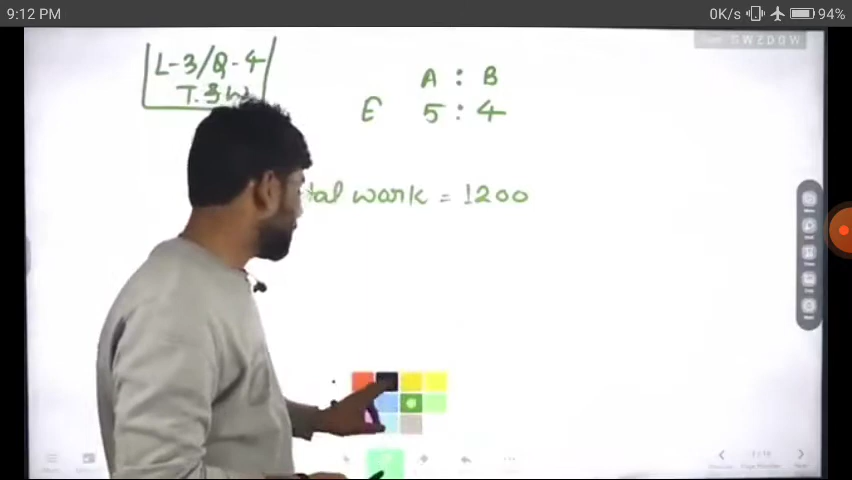 9:12 PM
0K/s
94%
L-3/Q-4
T.&W
A : B
E 5 : 4
tal work = 1200